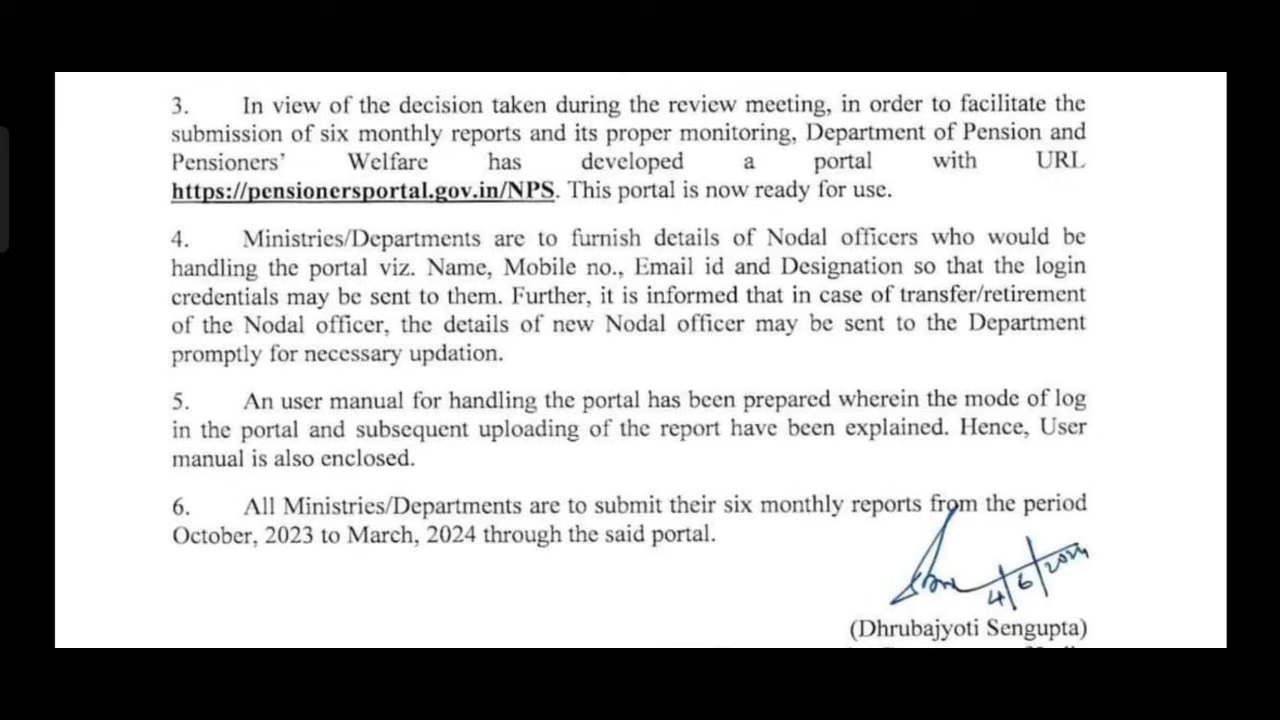 3. In view of the decision taken during the review meeting, in order to facilitate the
submission of six monthly reports and its proper monitoring, Department of Pension and
Pensioners' Welfare has developed a portal with URL
https://pensionersportal.gov.in/NPS. This portal is now ready for use.
4. Ministries/Departments are to furnish details of Nodal officers who would be
handling the portal viz. Name, Mobile no., Email id and Designation so that the login
credentials may be sent to them. Further, it is informed that in case of transfer/retirement
of the Nodal officer, the details of new Nodal officer may be sent to the Department
promptly for necessary updation.
5. An user manual for handling the portal has been prepared wherein the mode of log
in the portal and subsequent uploading of the report have been explained. Hence, User
manual is also enclosed.
6. All Ministries/Departments are to submit their six monthly reports from the period
October, 2023 to March, 2024 through the said portal.
4/6/2024
(Dhrubajyoti Sengupta)